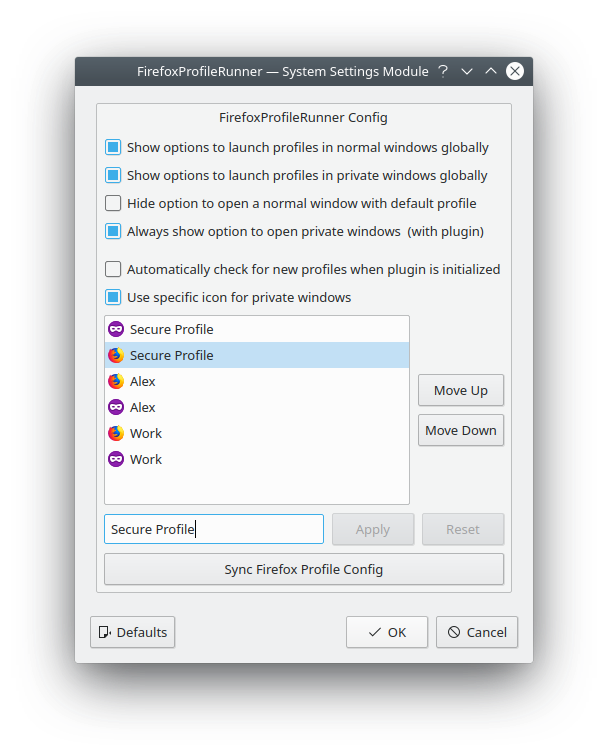 FirefoxProfileRunner — System Settings Module
FirefoxProfileRunner Config
Show options to launch profiles in normal windows globally
Show options to launch profiles in private windows globally
Hide option to open a normal window with default profile
Always show option to open private windows  (with plugin)
Automatically check for new profiles when plugin is initialized
Use specific icon for private windows
Secure Profile
Secure Profile
Alex
Alex
Work
Work
Move Up
Move Down
Secure Profile
Apply
Reset
Sync Firefox Profile Config
Defaults
OK
Cancel